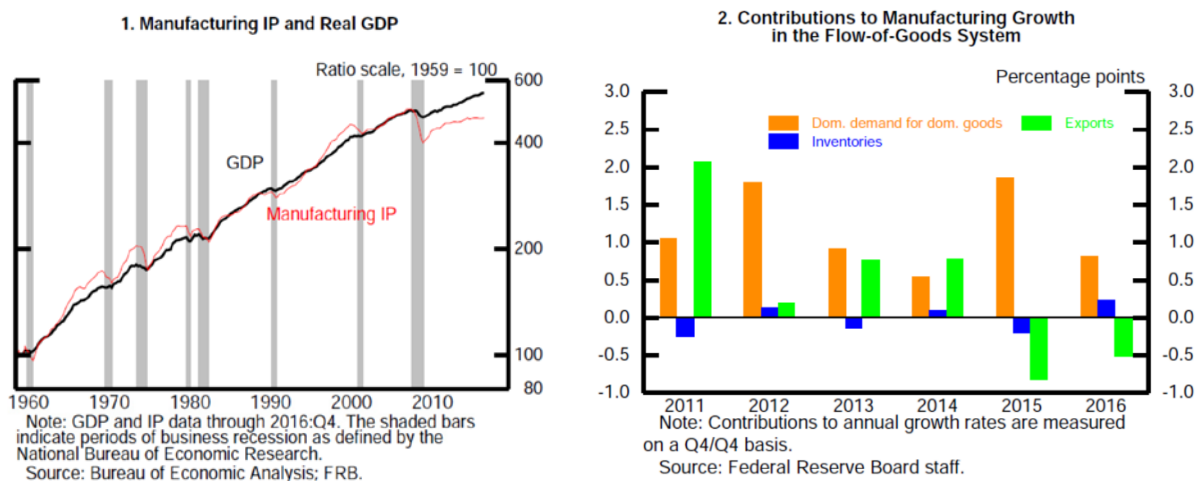 1. Manufacturing IP and Real GDP
Ratio scale, 1959 = 100
600
400
200
100
80
GDP
Manufacturing IP
1960 1970 1980 1990 2000 2010
Note: GDP and IP data through 2016:Q4. The shaded bars
indicate periods of business recession as defined by the
National Bureau of Economic Research.
Source: Bureau of Economic Analysis; FRB.
2. Contributions to Manufacturing Growth
in the Flow-of-Goods System
Percentage points
3.0 3.0
2.5 2.5
Dom. demand for dom. goods Exports
Inventories
2.0 2.0
1.5 1.5
1.0 1.0
0.5 0.5
0.0 0.0
-0.5 -0.5
-1.0 -1.0
2011 2012 2013 2014 2015 2016
Note: Contributions to annual growth rates are measured
on a Q4/Q4 basis.
Source: Federal Reserve Board staff.